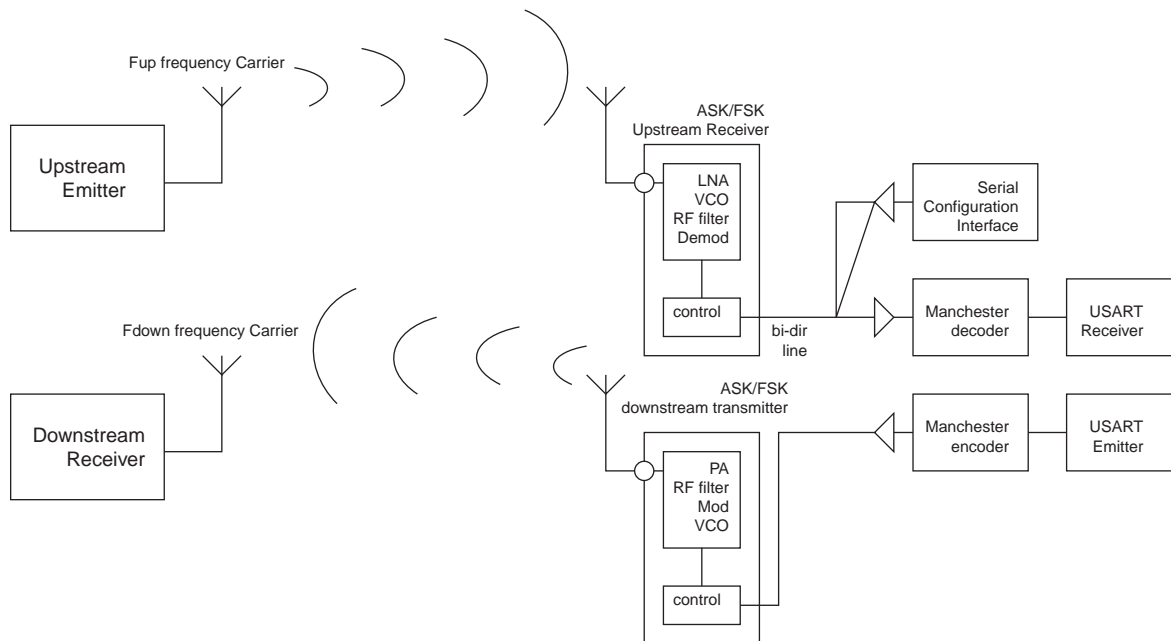 Fup frequency Carrier
Upstream
Emitter
ASK/FSK
Upstream Receiver
LNA
VCO
RF filter
Demod
control
bi-dir
line
Serial
Configuration
Interface
Manchester
decoder
USART
Receiver
Fdown frequency Carrier
Downstream
Receiver
ASK/FSK
downstream transmitter
PA
RF filter
Mod
VCO
control
Manchester
encoder
USART
Emitter